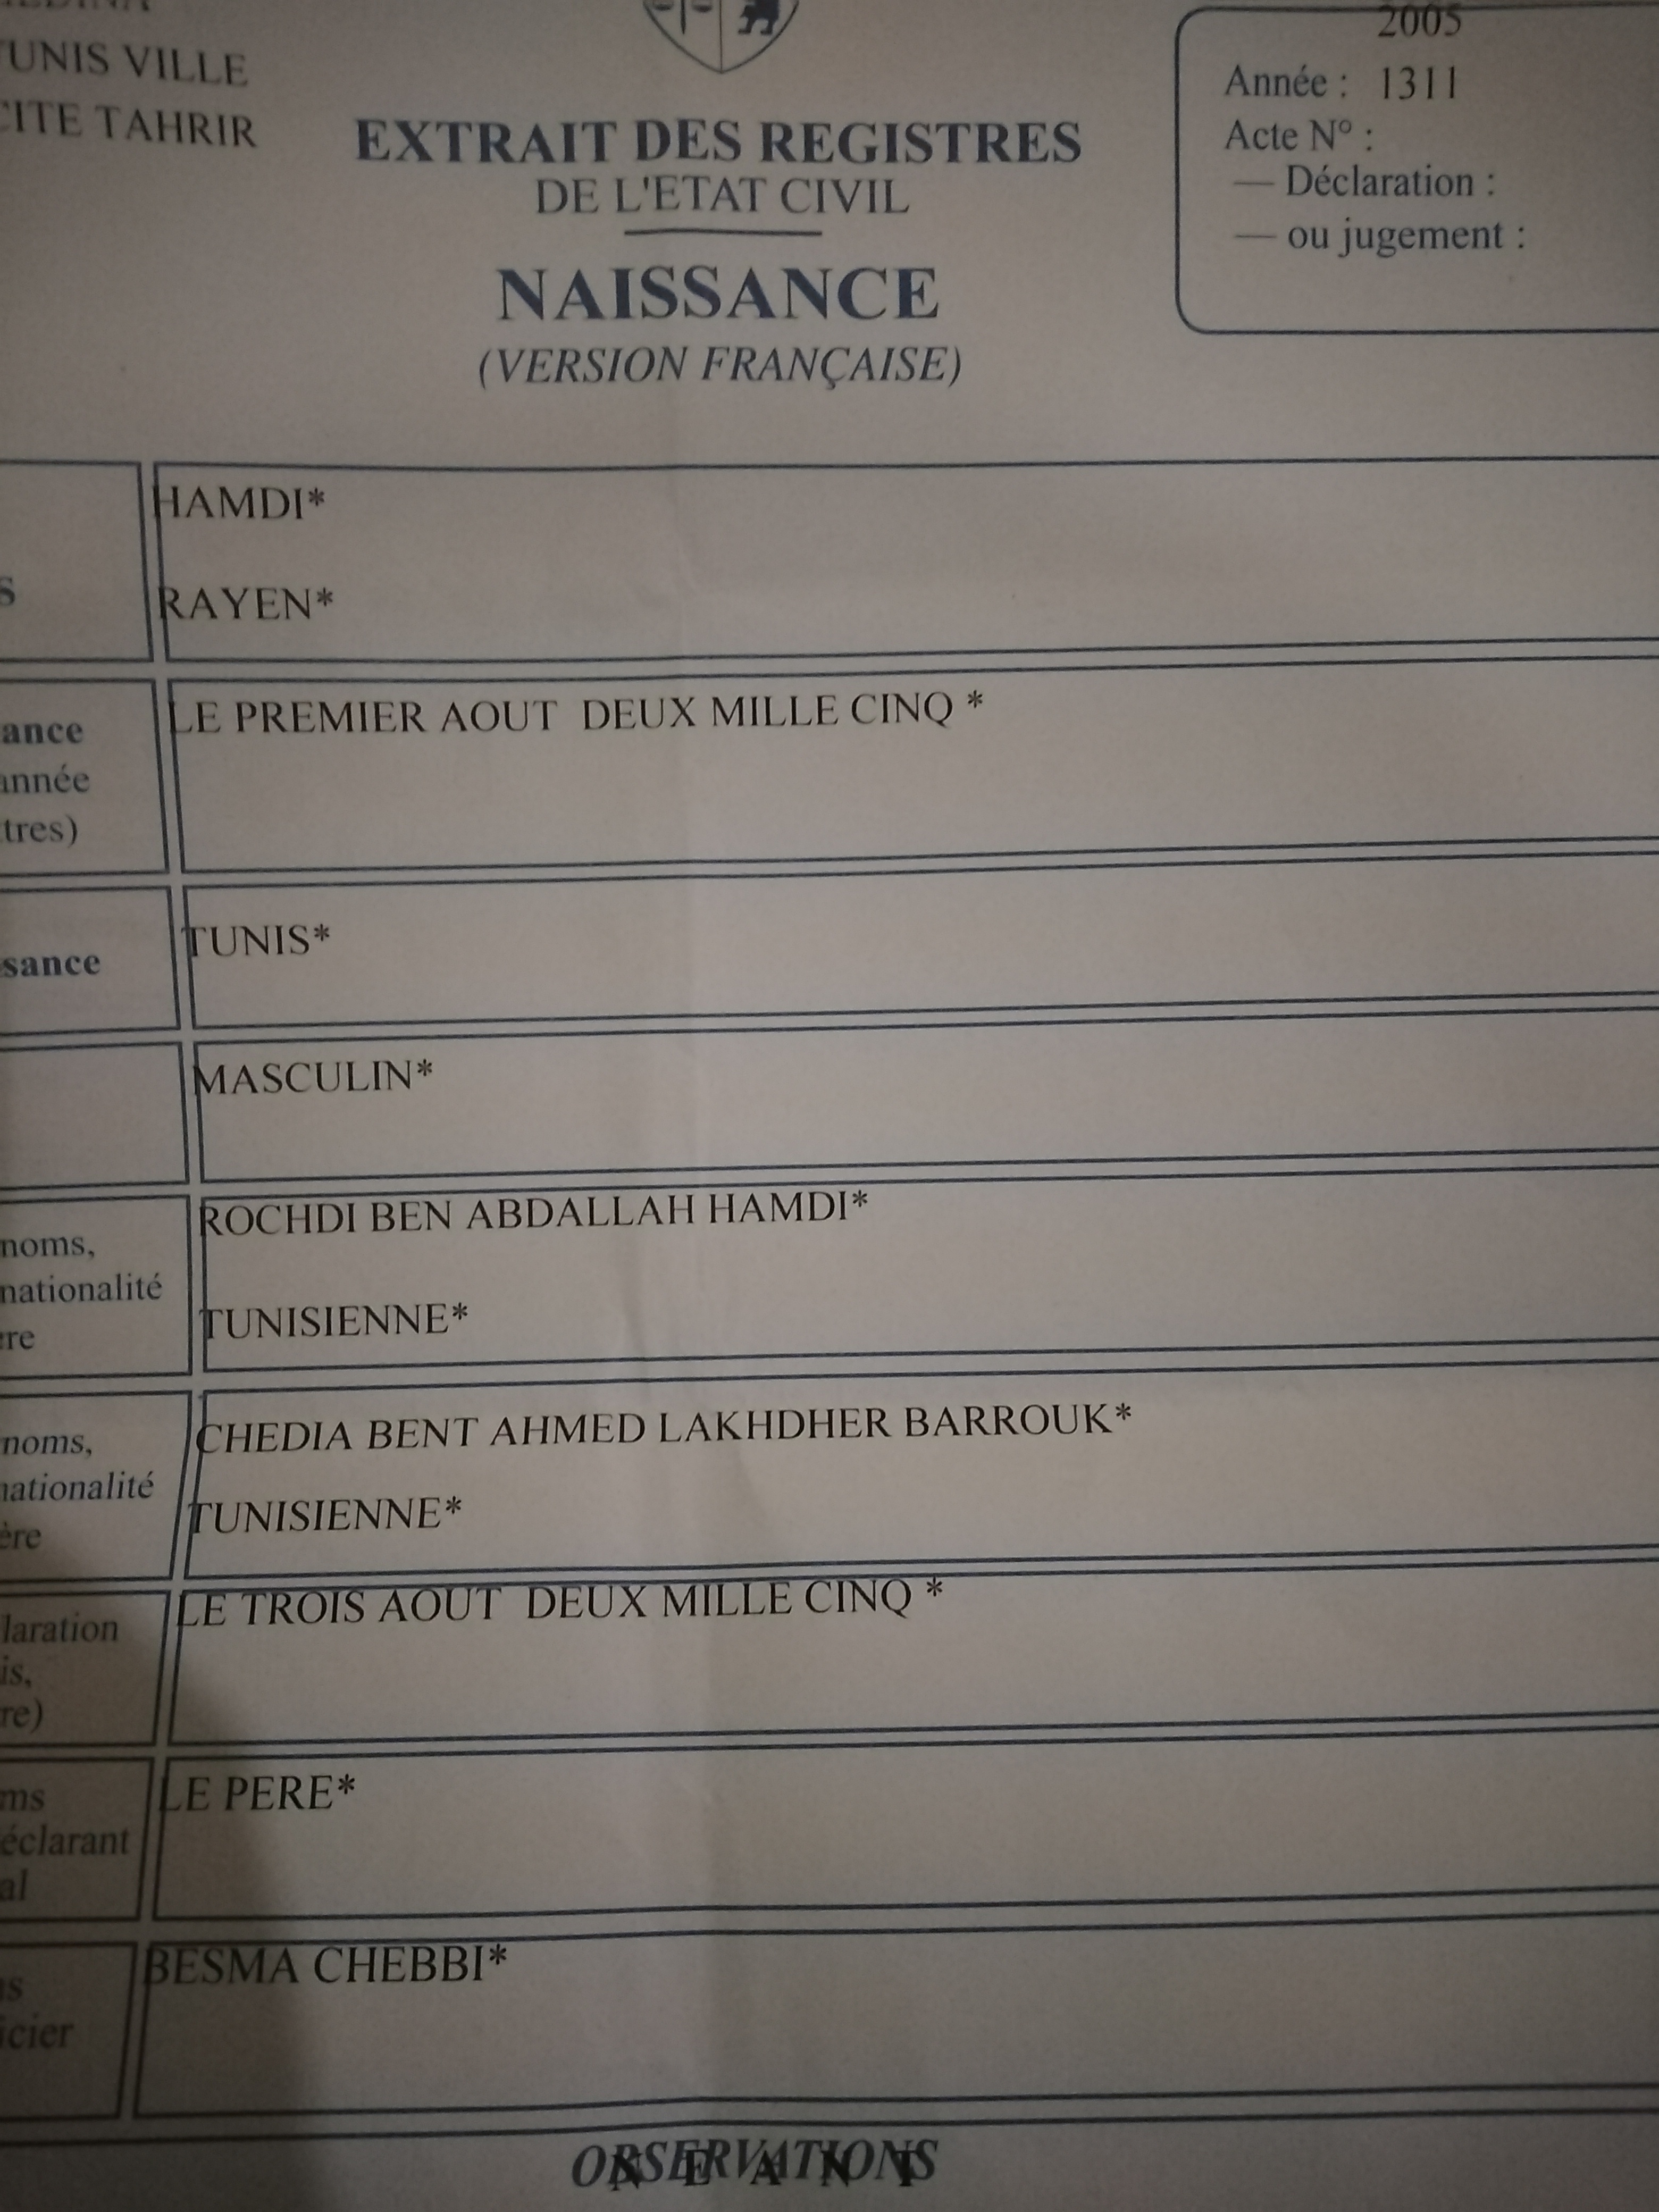 UNIS VILLE
CITE TAHRIR
EXTRAIT DES REGISTRES
DE L'ETAT CIVIL
NAISSANCE
(VERSION FRANÇAISE)
2005
Année : 1311
Acte N° :
— Déclaration :
— ou jugement :
HAMDI*
S
RAYEN*
ance
année
tres)
LE PREMIER AOUT DEUX MILLE CINQ *
sance
TUNIS*
MASCULIN*
noms,
nationalité
ère
ROCHDI BEN ABDALLAH HAMDI*
TUNISIENNE*
noms,
nationalité
ère
CHEDIA BENT AHMED LAKHDHER BARROUK*
TUNISIENNE*
laration
is,
re)
LE TROIS AOUT DEUX MILLE CINQ *
ms
éclarant
al
LE PERE*
ns
icier
BESMA CHEBBI*
OBSERVATIONS
N E A N T